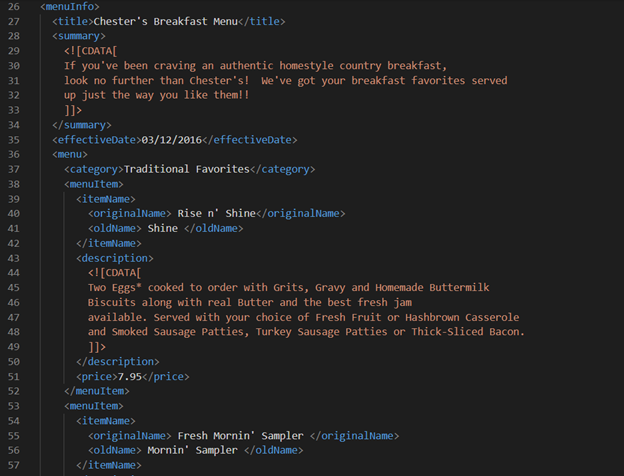 26 <menuInfo>
27 <title>Chester's Breakfast Menu</title>
28 <summary>
29 <![CDATA[
30 If you've been craving an authentic homestyle country breakfast,
31 look no further than Chester's!  We've got your breakfast favorites served
32 up just the way you like them!!
33 ]]>
34 </summary>
35 <effectiveDate>03/12/2016</effectiveDate>
36 <menu>
37 <category>Traditional Favorites</category>
38 <menuItem>
39 <itemName>
40 <originalName> Rise n' Shine</originalName>
41 <oldName> Shine </oldName>
42 </itemName>
43 <description>
44 <![CDATA[
45 Two Eggs* cooked to order with Grits, Gravy and Homemade Buttermilk
46 Biscuits along with real Butter and the best fresh jam
47 available. Served with your choice of Fresh Fruit or Hashbrown Casserole
48 and Smoked Sausage Patties, Turkey Sausage Patties or Thick-Sliced Bacon.
49 ]]>
50 </description>
51 <price>7.95</price>
52 </menuItem>
53 <menuItem>
54 <itemName>
55 <originalName> Fresh Mornin' Sampler </originalName>
56 <oldName> Mornin' Sampler </oldName>
57 </itemName>